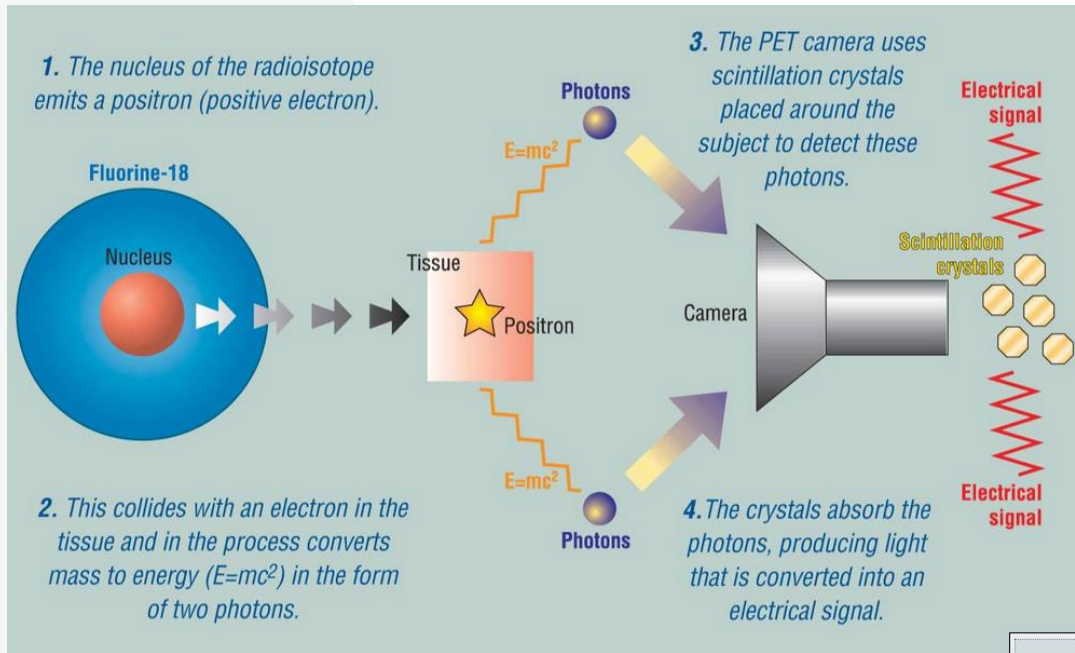 1. The nucleus of the radioisotope
emits a positron (positive electron).
Fluorine-18
Nucleus
2. This collides with an electron in the
tissue and in the process converts
mass to energy (E=mc²) in the form
of two photons.
Tissue
Positron
E=mc²
Photons
E=mc²
Photons
3. The PET camera uses
scintillation crystals
placed around the
subject to detect these
photons.
Camera
4.The crystals absorb the
photons, producing light
that is converted into an
electrical signal.
Electrical
signal
Scintillation
crystals
Electrical
signal